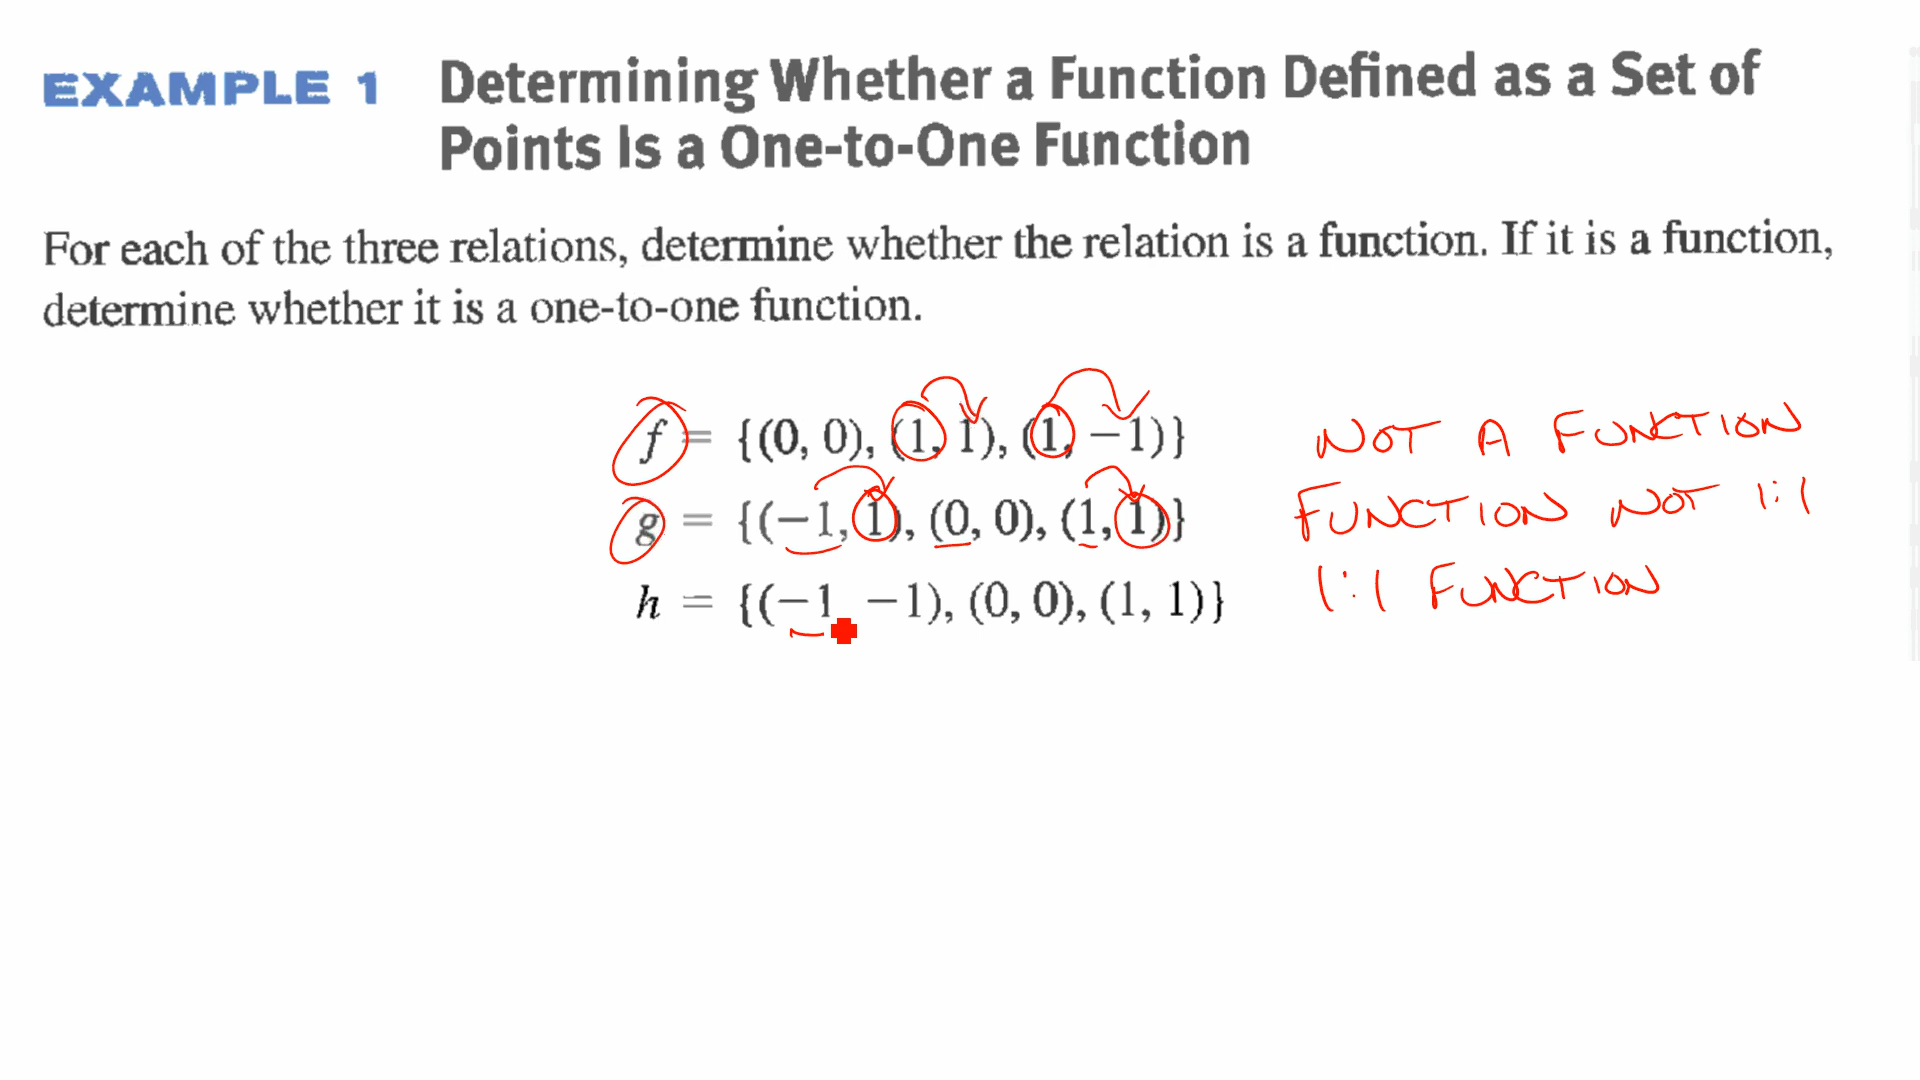 EXAMPLE 1 Determining Whether a Function Defined as a Set of
Points Is a One-to-One Function
For each of the three relations, determine whether the relation is a function. If it is a function,
determine whether it is a one-to-one function.
f = {(0, 0), (1, 1), (1, −1)} NOT A FUNCTION
g = {(−1, 1), (0, 0), (1, 1)} FUNCTION NOT 1:1
h = {(−1 −1), (0, 0), (1, 1)} 1:1 FUNCTION